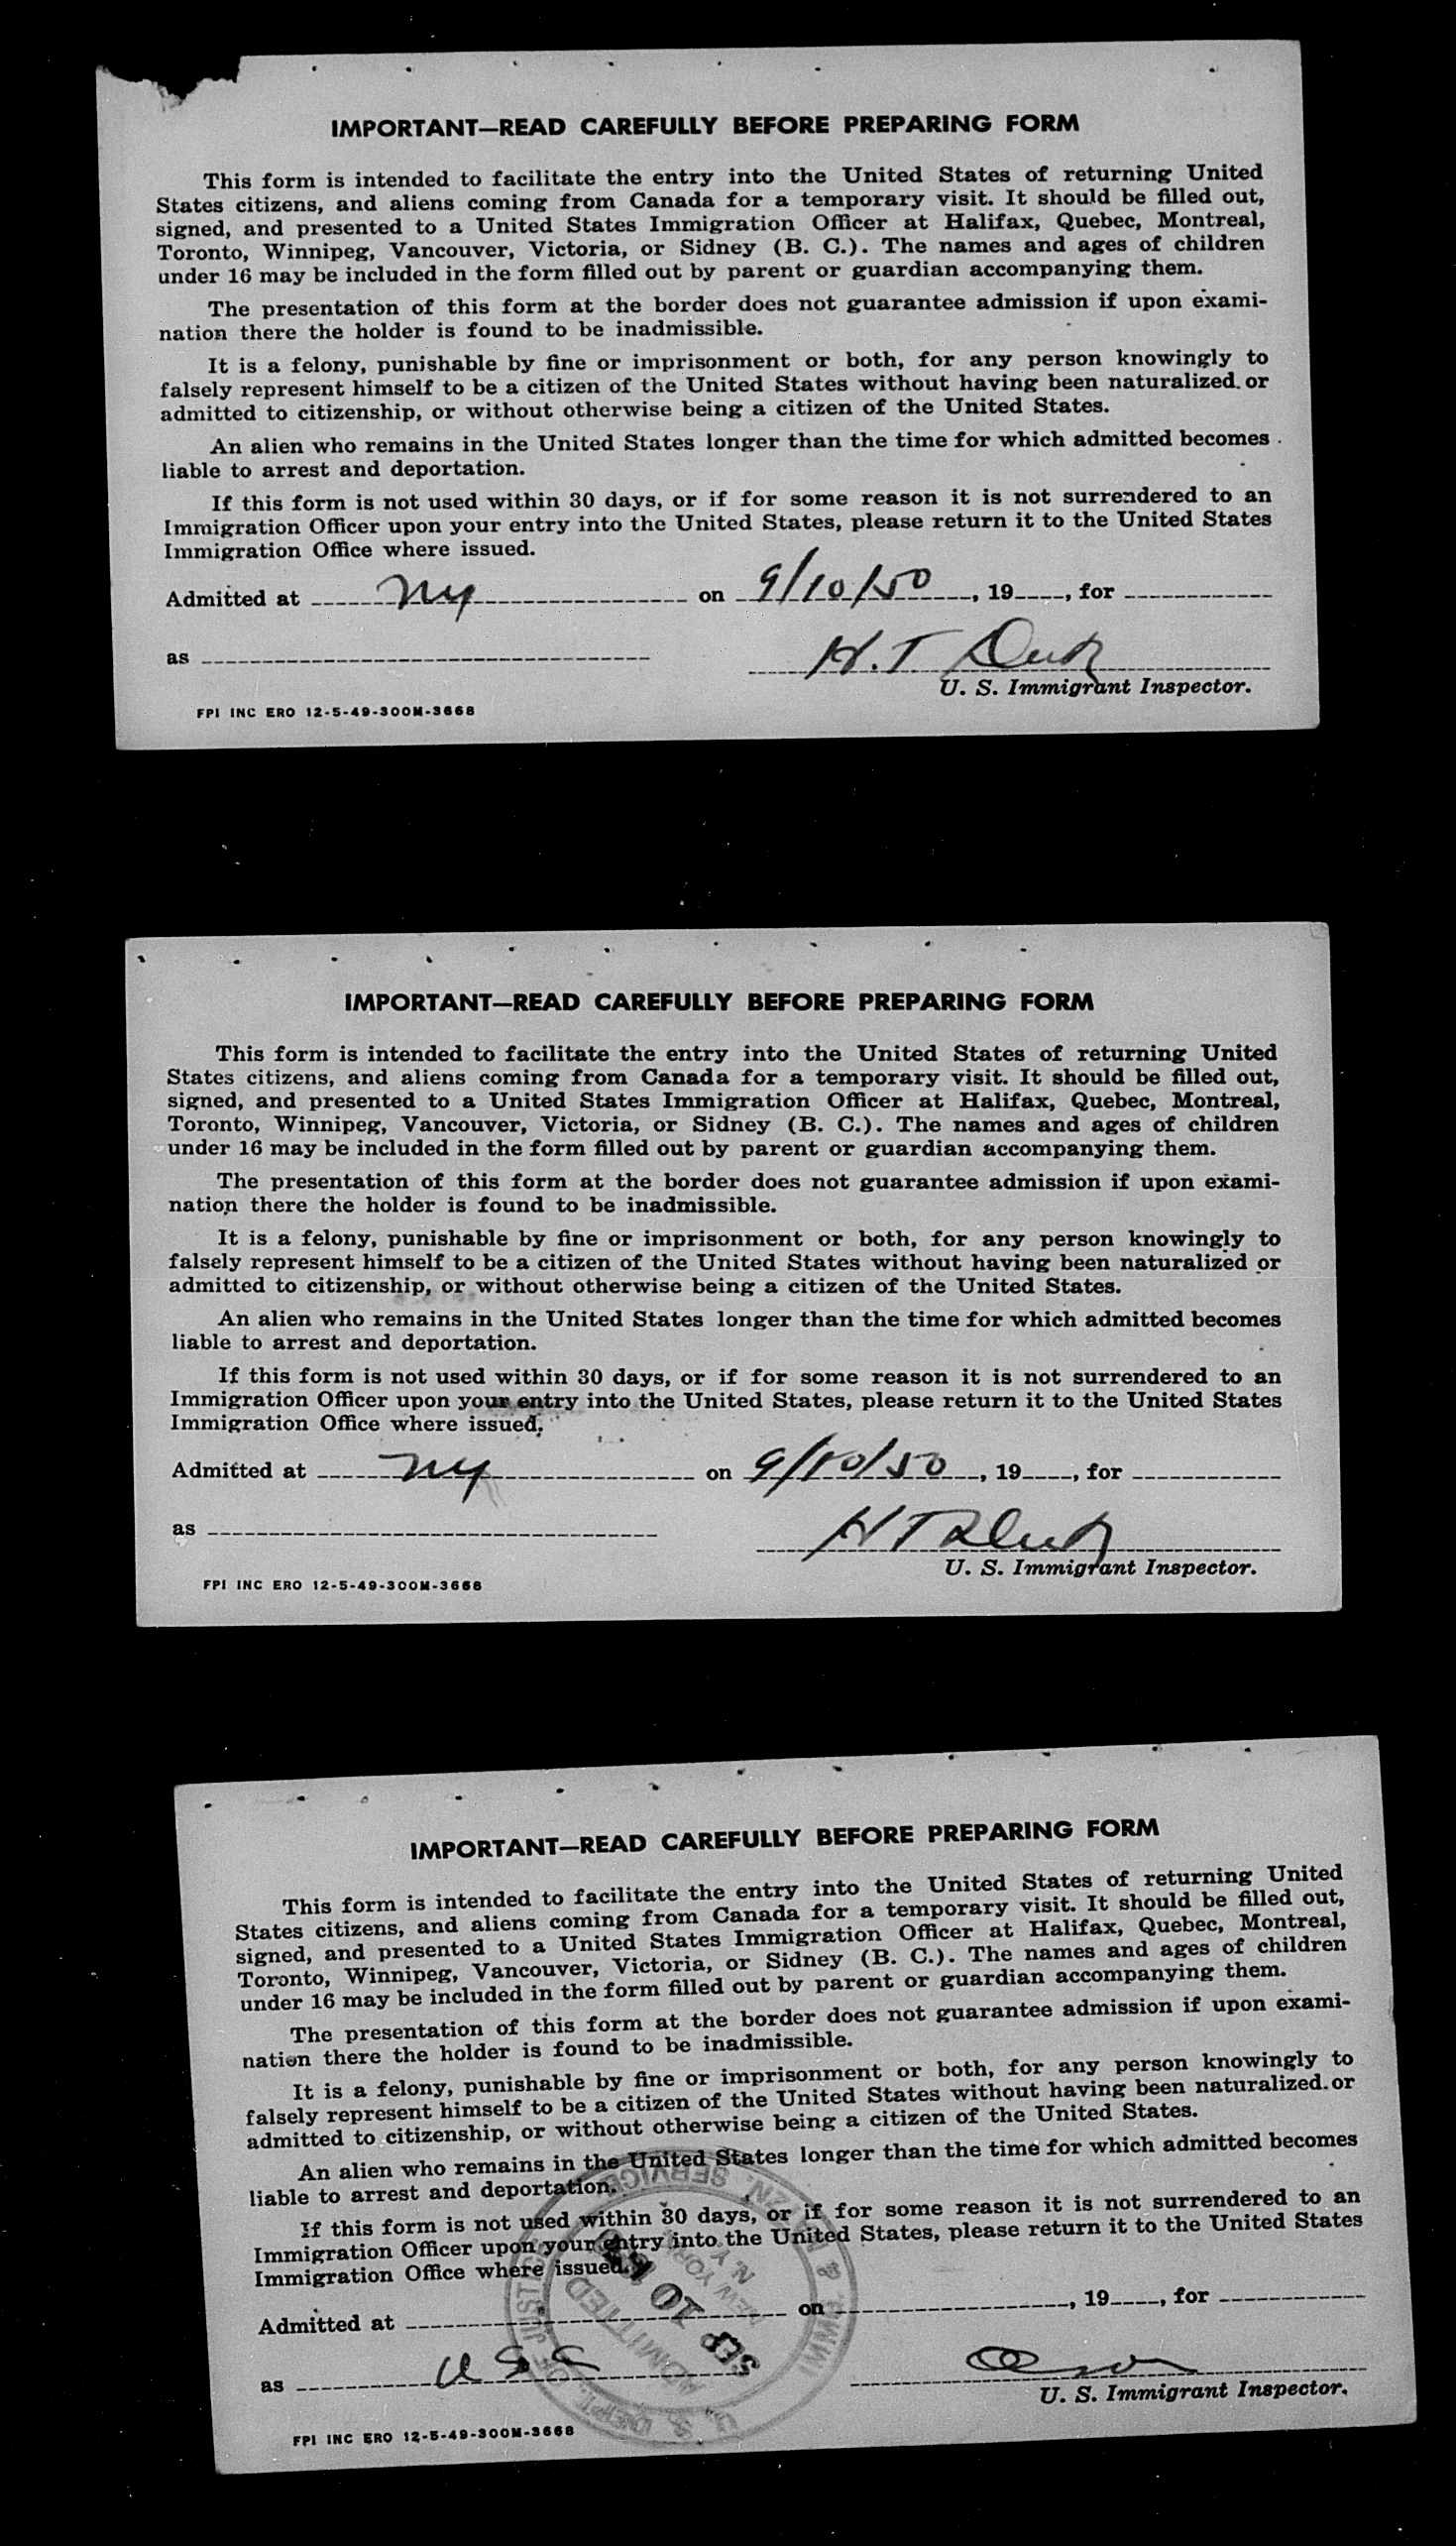 IMPORTANT—READ CAREFULLY BEFORE PREPARING FORM
This form is intended to facilitate the entry into the United States of returning United
States citizens, and aliens coming from Canada for a temporary visit. It should be filled out,
signed, and presented to a United States Immigration Officer at Halifax, Quebec, Montreal,
Toronto, Winnipeg, Vancouver, Victoria, or Sidney (B. C.). The names and ages of children
under 16 may be included in the form filled out by parent or guardian accompanying them.
The presentation of this form at the border does not guarantee admission if upon exami-
nation there the holder is found to be inadmissible.
It is a felony, punishable by fine or imprisonment or both, for any person knowingly to
falsely represent himself to be a citizen of the United States without having been naturalized or
admitted to citizenship, or without otherwise being a citizen of the United States.
An alien who remains in the United States longer than the time for which admitted becomes
liable to arrest and deportation.
If this form is not used within 30 days, or if for some reason it is not surrendered to an
Immigration Officer upon your entry into the United States, please return it to the United States
Immigration Office where issued.
Admitted at NY on 9/10/50, 19____, for
as H. T.
U. S. Immigrant Inspector.
FPI INC ERO 12-5-49-300M-3668
IMPORTANT—READ CAREFULLY BEFORE PREPARING FORM
This form is intended to facilitate the entry into the United States of returning United
States citizens, and aliens coming from Canada for a temporary visit. It should be filled out,
signed, and presented to a United States Immigration Officer at Halifax, Quebec, Montreal,
Toronto, Winnipeg, Vancouver, Victoria, or Sidney (B. C.). The names and ages of children
under 16 may be included in the form filled out by parent or guardian accompanying them.
The presentation of this form at the border does not guarantee admission if upon exami-
nation there the holder is found to be inadmissible.
It is a felony, punishable by fine or imprisonment or both, for any person knowingly to
falsely represent himself to be a citizen of the United States without having been naturalized or
admitted to citizenship, or without otherwise being a citizen of the United States.
An alien who remains in the United States longer than the time for which admitted becomes
liable to arrest and deportation.
If this form is not used within 30 days, or if for some reason it is not surrendered to an
Immigration Officer upon your entry into the United States, please return it to the United States
Immigration Office where issued.
Admitted at NY on 9/10/50, 19____, for
as H T
U. S. Immigrant Inspector.
FPI INC ERO 12-5-49-300M-3668
IMPORTANT—READ CAREFULLY BEFORE PREPARING FORM
This form is intended to facilitate the entry into the United States of returning United
States citizens, and aliens coming from Canada for a temporary visit. It should be filled out,
signed, and presented to a United States Immigration Officer at Halifax, Quebec, Montreal,
Toronto, Winnipeg, Vancouver, Victoria, or Sidney (B. C.). The names and ages of children
under 16 may be included in the form filled out by parent or guardian accompanying them.
The presentation of this form at the border does not guarantee admission if upon exami-
nation there the holder is found to be inadmissible.
It is a felony, punishable by fine or imprisonment or both, for any person knowingly to
falsely represent himself to be a citizen of the United States without having been naturalized or
admitted to citizenship, or without otherwise being a citizen of the United States.
An alien who remains in the United States longer than the time for which admitted becomes
liable to arrest and deportation.
If this form is not used within 30 days, or if for some reason it is not surrendered to an
Immigration Officer upon your entry into the United States, please return it to the United States
Immigration Office where issued.
Admitted at on , 19____, for
as
U. S. Immigrant Inspector.
FPI INC ERO 12-5-49-300M-3668
U. S. DEPT. OF JUSTICE
SERVICE
ADMITTED
NEW YORK
N. Y.
SEP 10